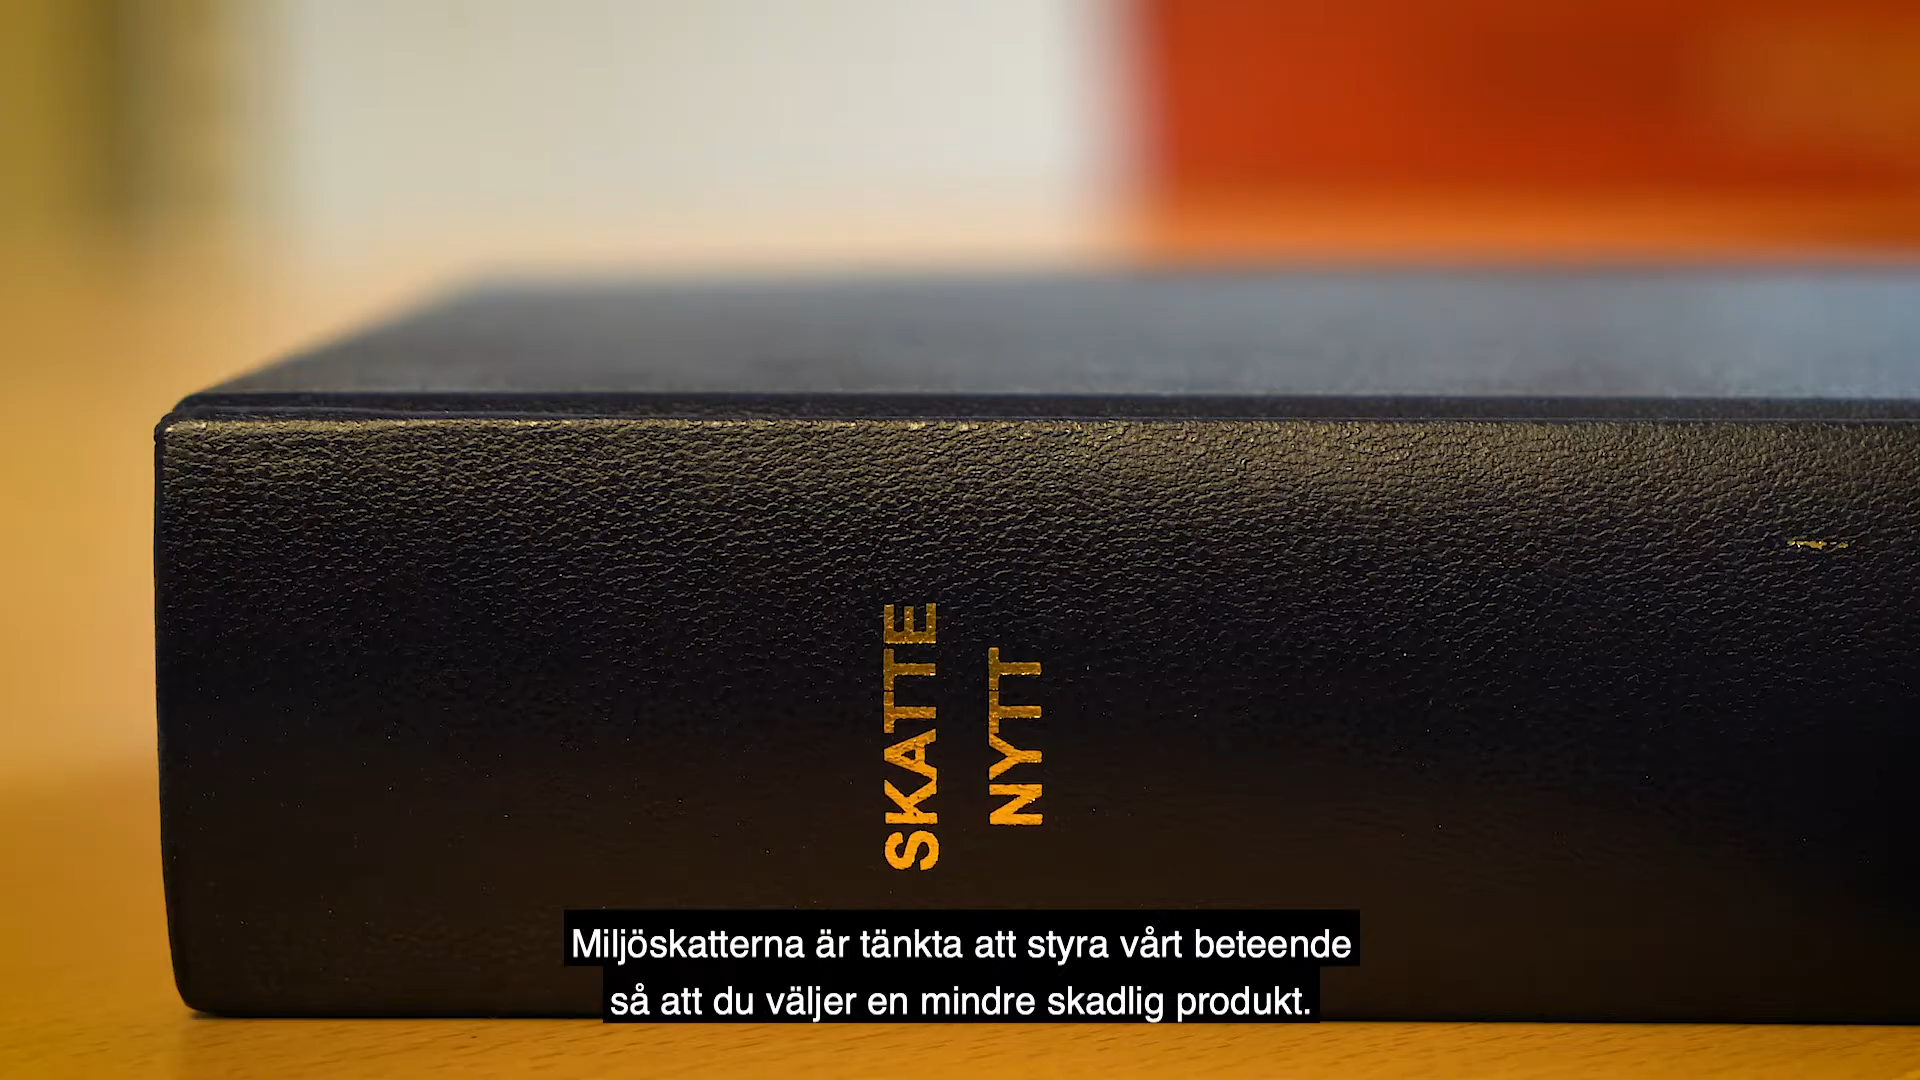 SKATTE
NYTT
Miljöskatterna är tänkta att styra vårt beteende
så att du väljer en mindre skadlig produkt.